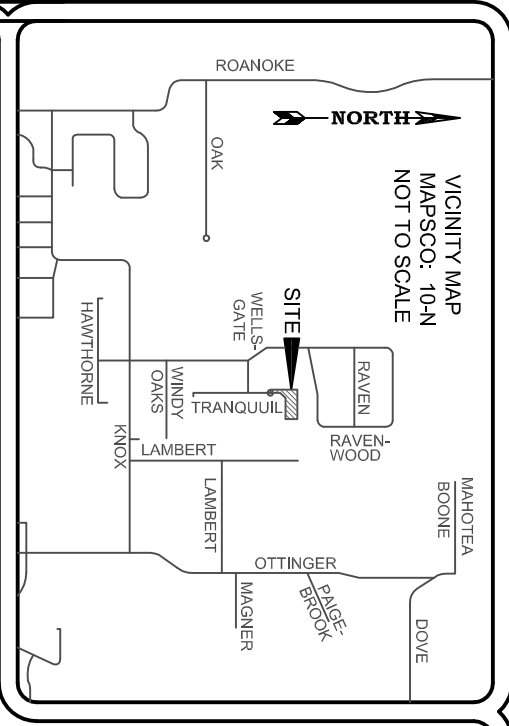 ROANOKE
NORTH
VICINITY MAP
MAPSCO: 10-N
NOT TO SCALE
OAK
SITE
WELLS-
GATE
HAWTHORNE
WINDY
OAKS
TRANQUUIL
RAVEN
RAVEN-
WOOD
KNOX
LAMBERT
LAMBERT
MAHOTEA
BOONE
OTTINGER
MAGNER
PAIGE-
BROOK
DOVE